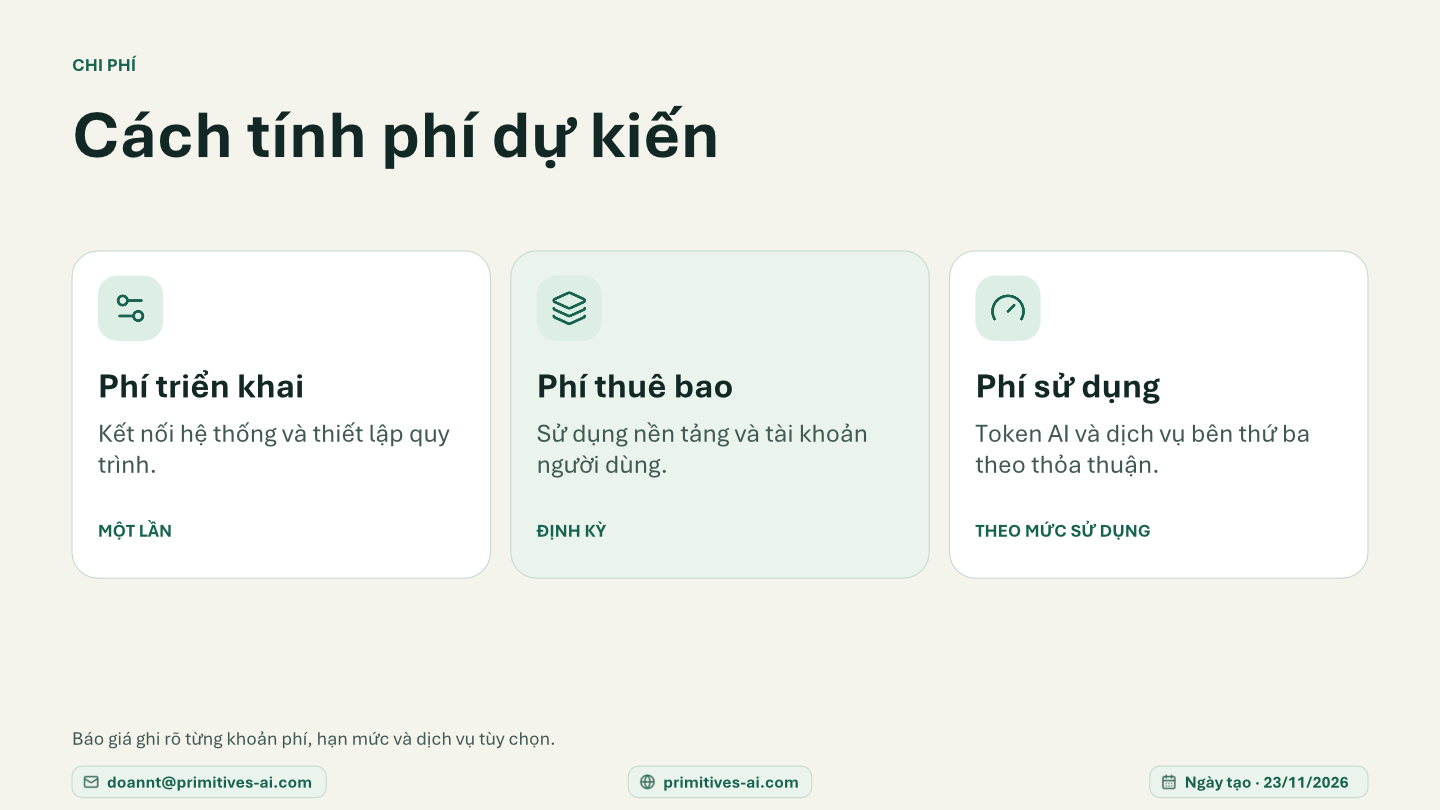 CHI PHÍ
Cách tính phí dự kiến
Phí triển khai
Kết nối hệ thống và thiết lập quy
trình.
MỘT LẦN
Phí thuê bao
Sử dụng nền tảng và tài khoản
người dùng.
ĐỊNH KỲ
Phí sử dụng
Token AI và dịch vụ bên thứ ba
theo thỏa thuận.
THEO MỨC SỬ DỤNG
Báo giá ghi rõ từng khoản phí, hạn mức và dịch vụ tùy chọn.
doannt@primitives-ai.com
primitives-ai.com
Ngày tạo · 23/11/2026